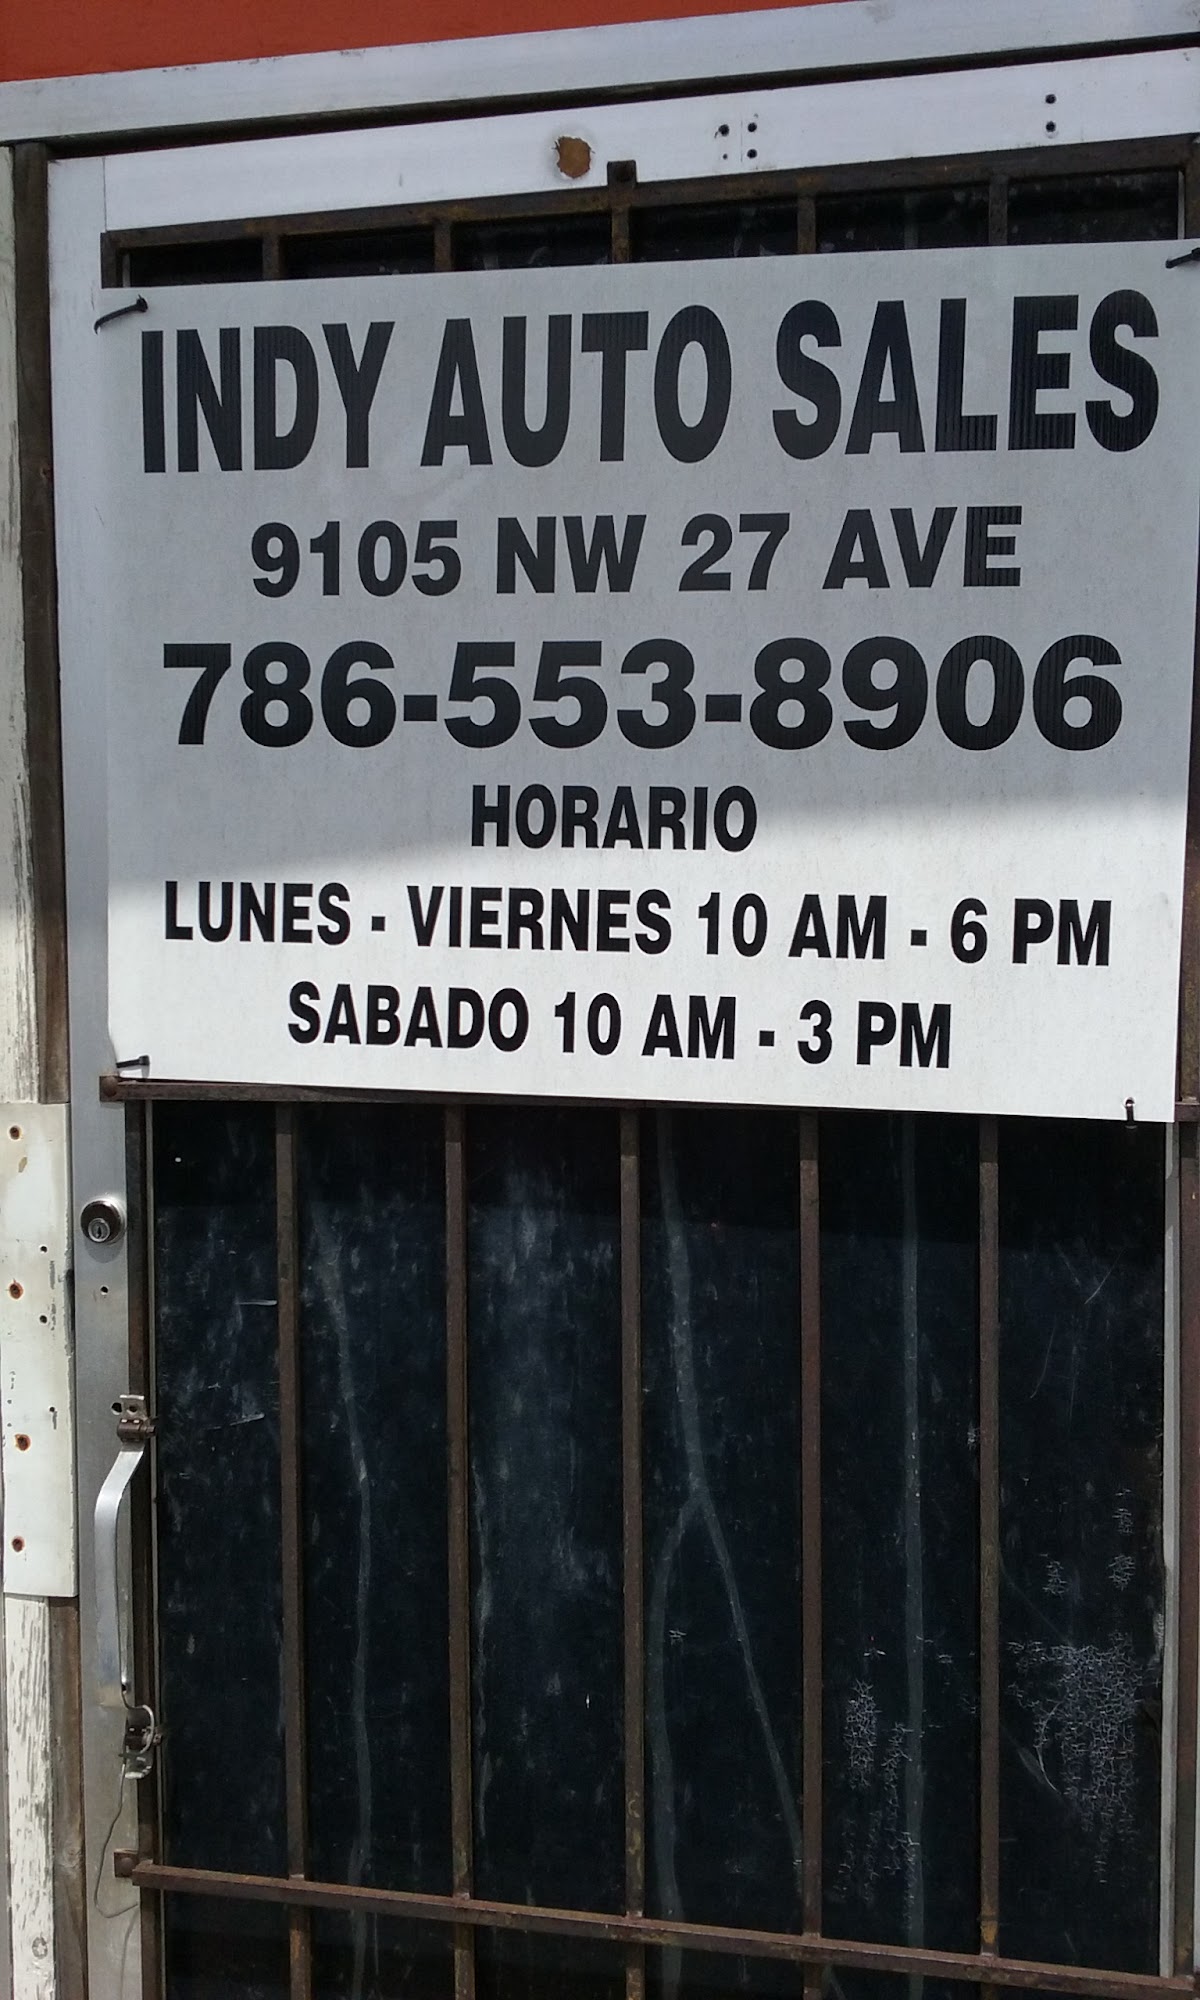 INDY AUTO SALES
9105 NW 27 AVE
786-553-8906
HORARIO
LUNES - VIERNES 10 AM - 6 PM
SABADO 10 AM - 3 PM